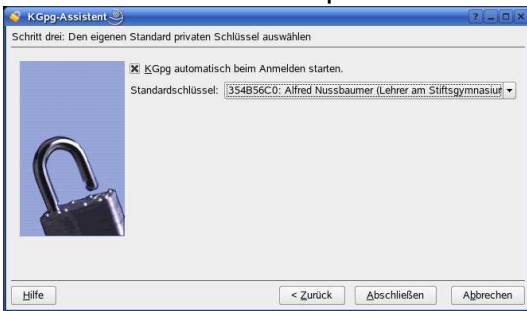 KGpg-Assistent
Schritt drei: Den eigenen Standard privaten Schlüssel auswählen
KGpg automatisch beim Anmelden starten.
Standardschlüssel: 354B56C0: Alfred Nussbaumer (Lehrer am Stiftsgymnasiu
Hilfe < Zurück Abschließen Abbrechen